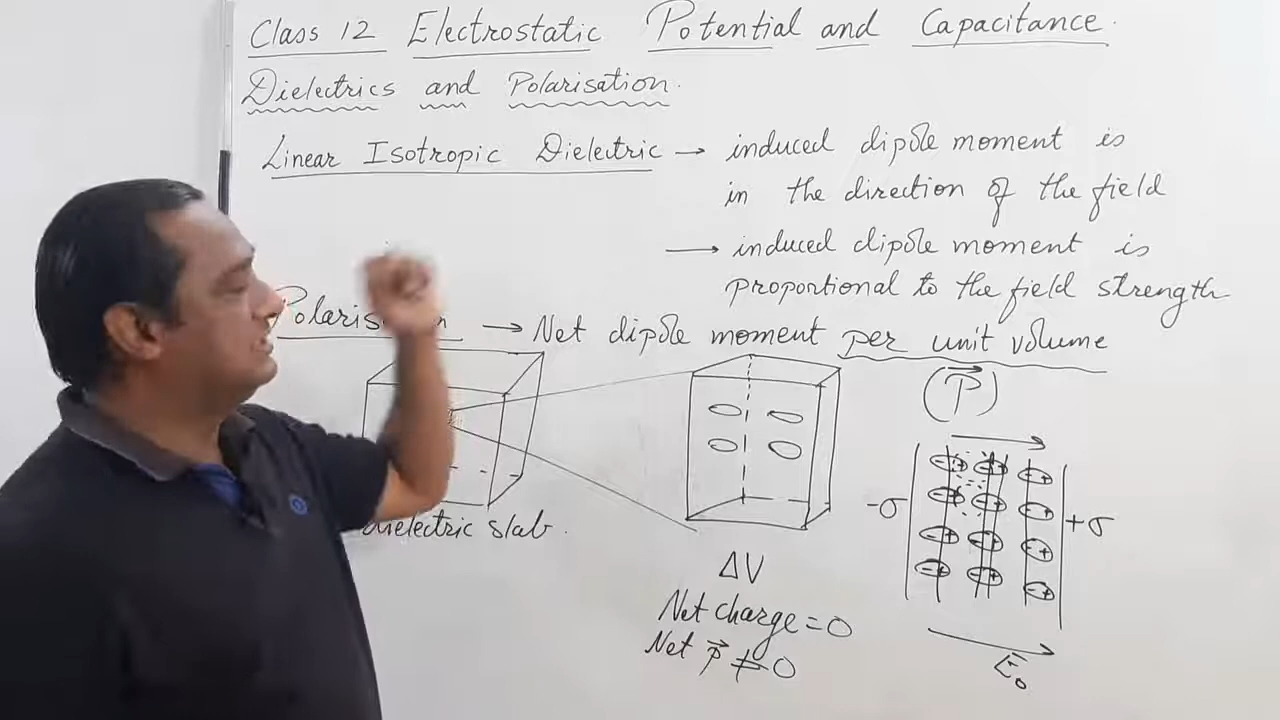 Class 12 Electrostatic Potential and Capacitance.
Dielectrics and Polarisation.
Linear Isotropic Dielectric → induced dipole moment is
in the direction of the field
→ induced dipole moment is
proportional to the field strength
→ Net dipole moment per unit volume
(P⃗)
dielectric slab.
-σ
- +
- +
- +
- +
- +
- +
- +
- +
- +
- +
- +
- +
+σ
ΔV
Net charge = 0
Net p⃗ ≠ 0
E⃗₀